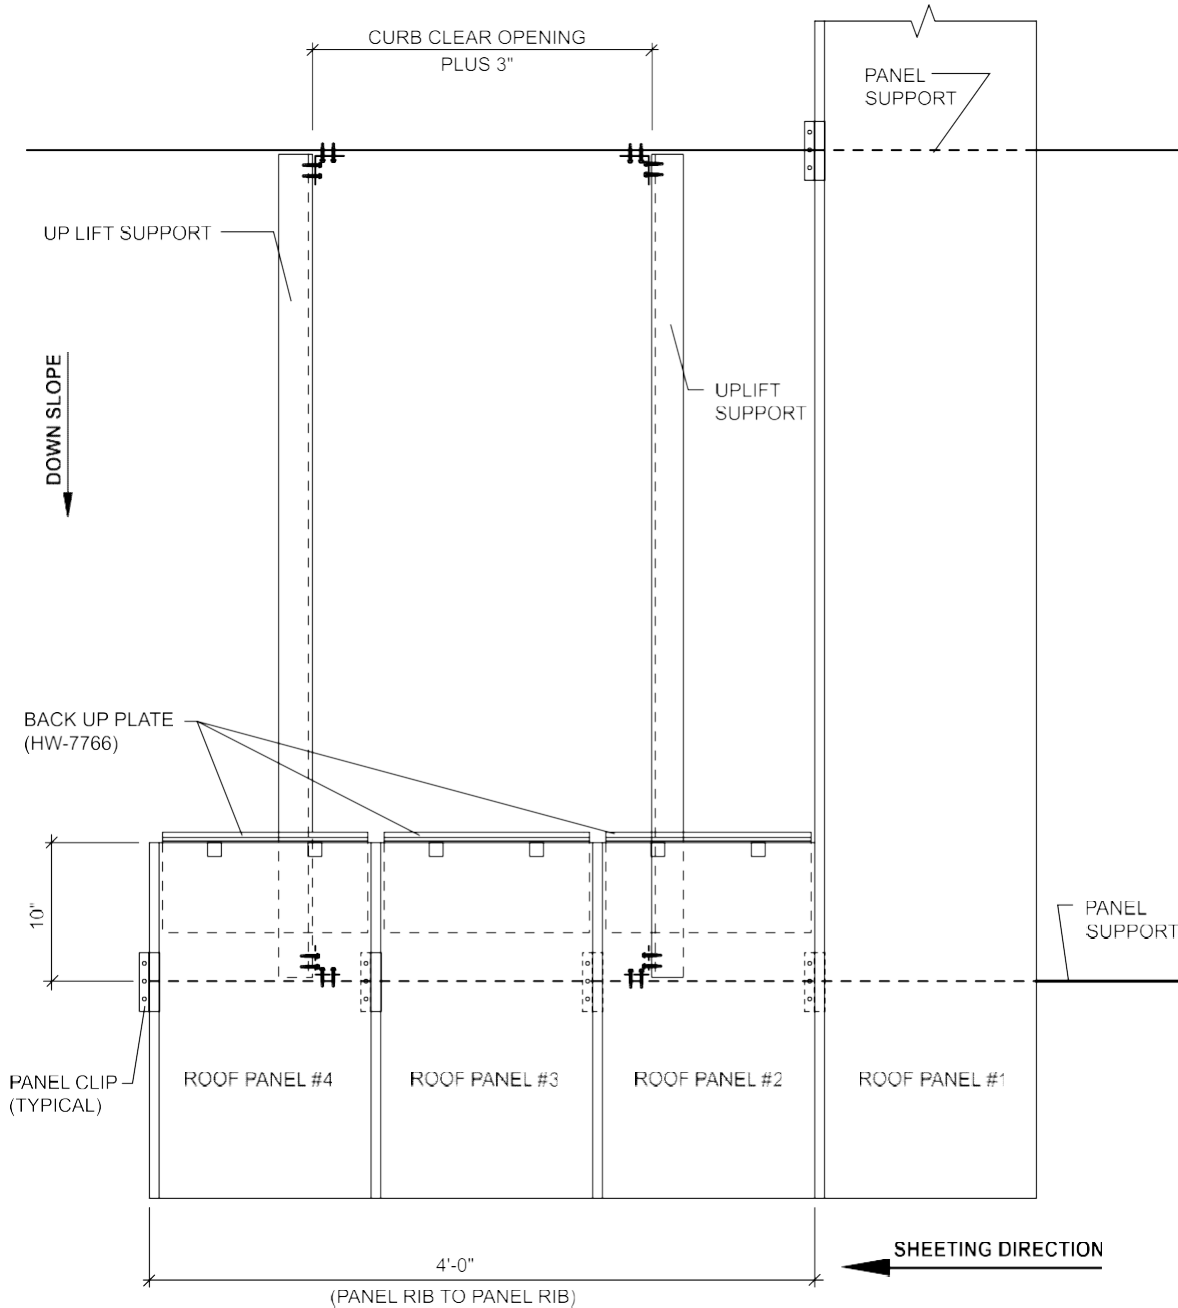 CURB CLEAR OPENING
PLUS 3"
PANEL
SUPPORT
UP LIFT SUPPORT
DOWN SLOPE
UPLIFT
SUPPORT
BACK UP PLATE
(HW-7766)
10"
PANEL
SUPPORT
PANEL CLIP
(TYPICAL)
ROOF PANEL #4
ROOF PANEL #3
ROOF PANEL #2
ROOF PANEL #1
SHEETING DIRECTION
4'-0"
(PANEL RIB TO PANEL RIB)